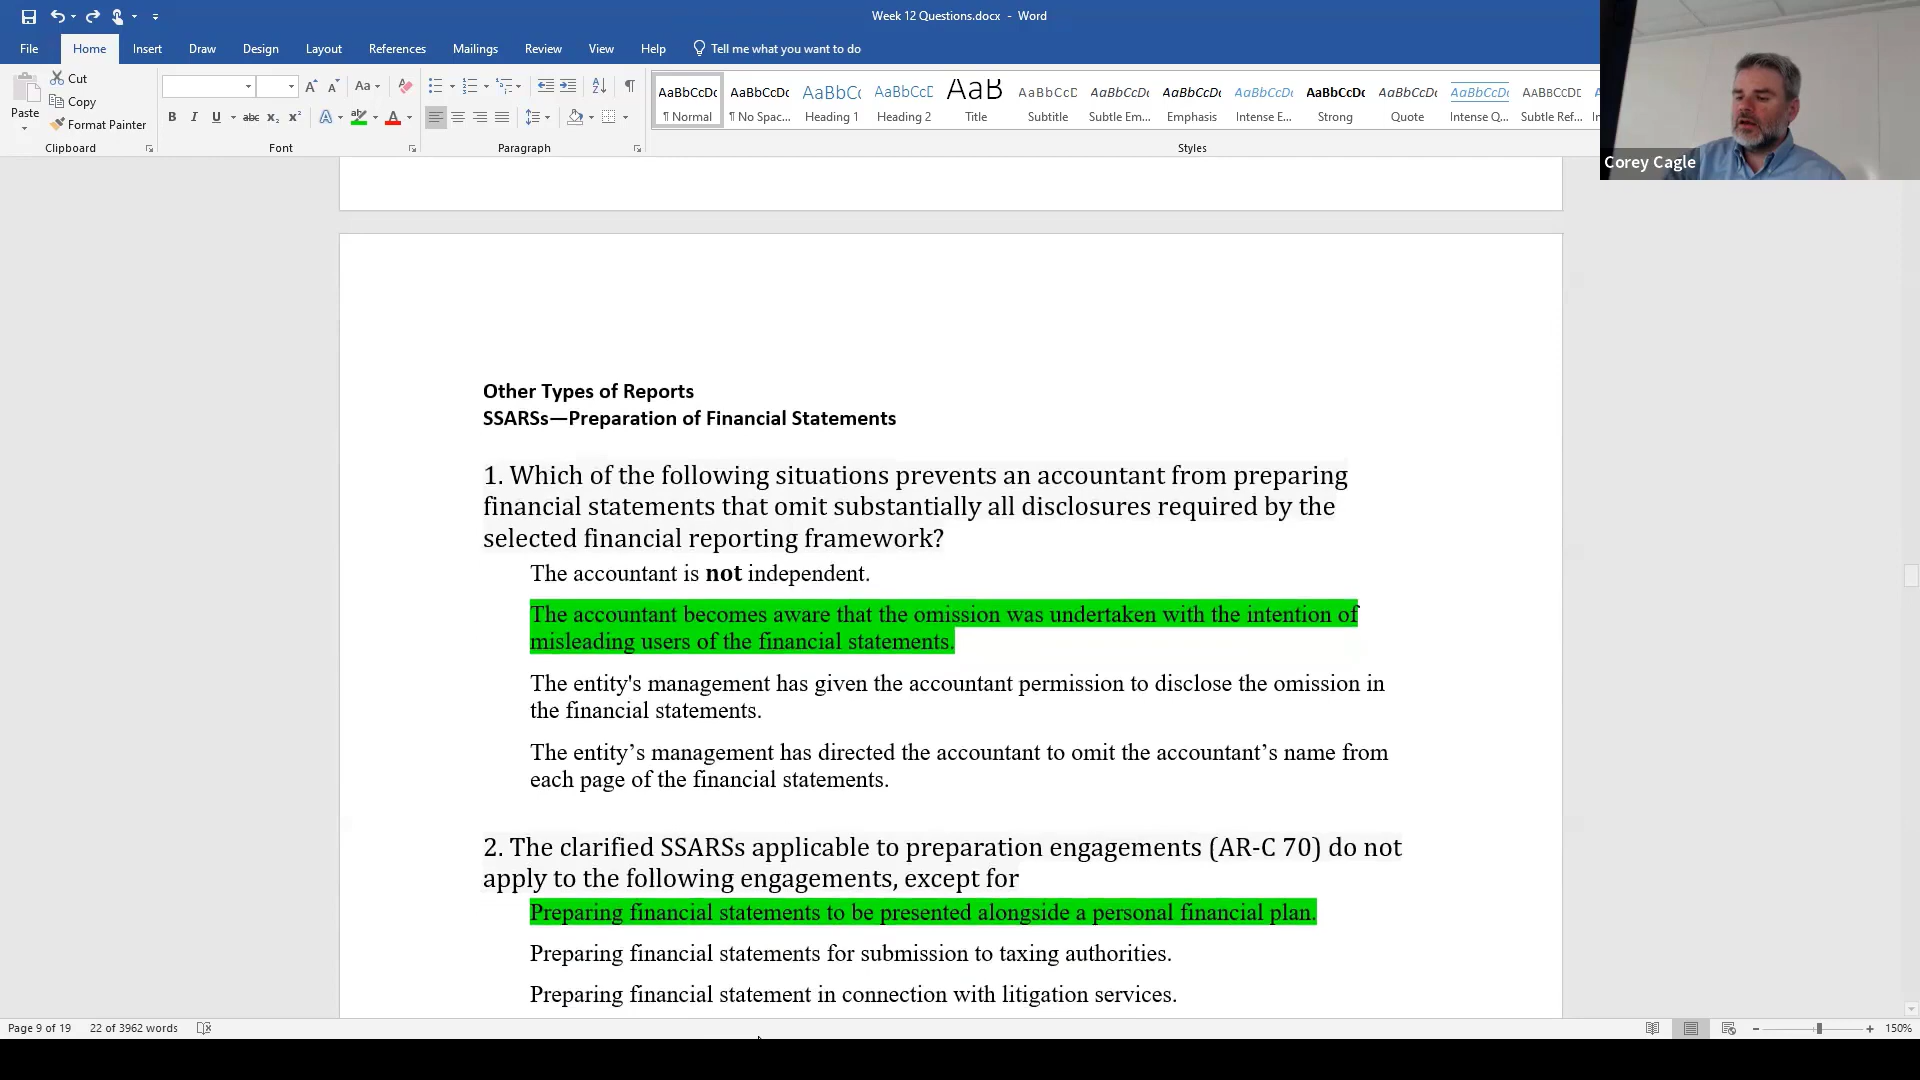 Week 12 Questions.docx - Word
File Home Insert Draw Design Layout References Mailings Review View Help Tell me what you want to do
Paste
Cut
Copy
Format Painter
Clipboard
Aa
B I U abc x₂ x² A A
Font
Paragraph
AaBbCcDc AaBbCcDc AaBbCc AaBbCcD AaB AaBbCcD AaBbCcDc AaBbCcDc AaBbCcDc AaBbCcDc AaBbCcDc AaBbCcDc AABBCCDD
¶ Normal ¶ No Spac... Heading 1 Heading 2 Title Subtitle Subtle Em... Emphasis Intense E... Strong Quote Intense Q... Subtle Ref...
Styles
Corey Cagle
Other Types of Reports
SSARSs—Preparation of Financial Statements
1. Which of the following situations prevents an accountant from preparing
financial statements that omit substantially all disclosures required by the
selected financial reporting framework?
The accountant is not independent.
The accountant becomes aware that the omission was undertaken with the intention of
misleading users of the financial statements.
The entity's management has given the accountant permission to disclose the omission in
the financial statements.
The entity’s management has directed the accountant to omit the accountant’s name from
each page of the financial statements.
2. The clarified SSARSs applicable to preparation engagements (AR-C 70) do not
apply to the following engagements, except for
Preparing financial statements to be presented alongside a personal financial plan.
Preparing financial statements for submission to taxing authorities.
Preparing financial statement in connection with litigation services.
Page 9 of 19 22 of 3962 words
150%